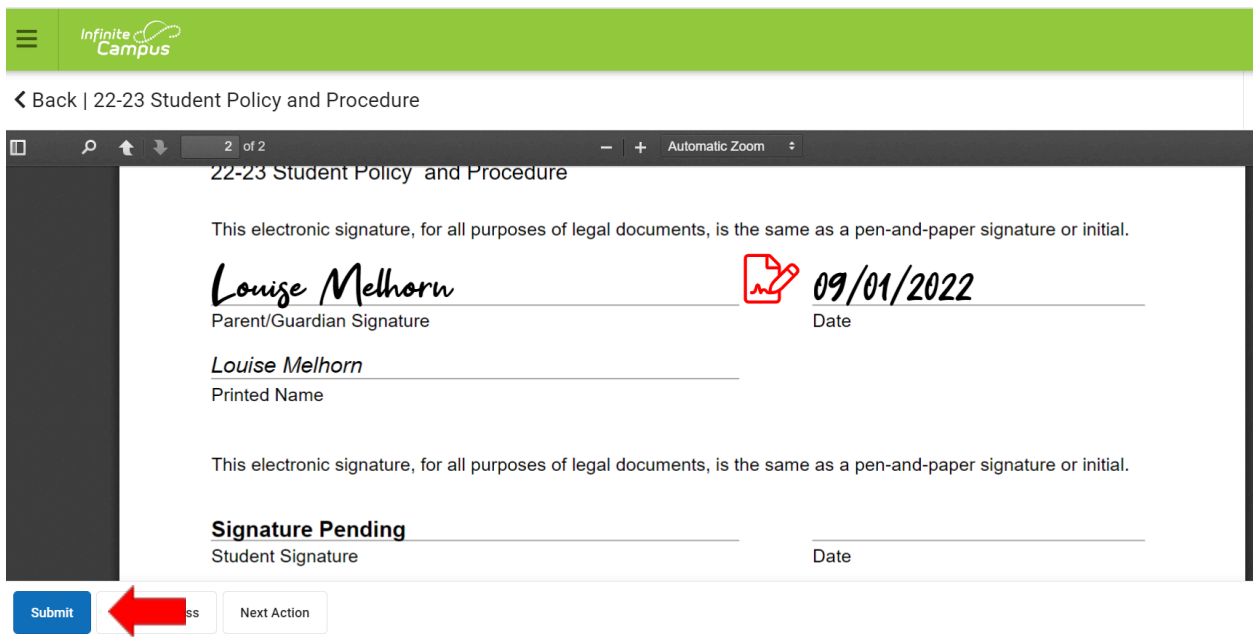 Infinite
Campus
Back | 22-23 Student Policy and Procedure
2 of 2
Automatic Zoom
22-23 Student Policy and Procedure
This electronic signature, for all purposes of legal documents, is the same as a pen-and-paper signature or initial.
Louise Melhorn 09/01/2022
Parent/Guardian Signature Date
Louise Melhorn
Printed Name
This electronic signature, for all purposes of legal documents, is the same as a pen-and-paper signature or initial.
Signature Pending
Student Signature Date
Submit Next Action